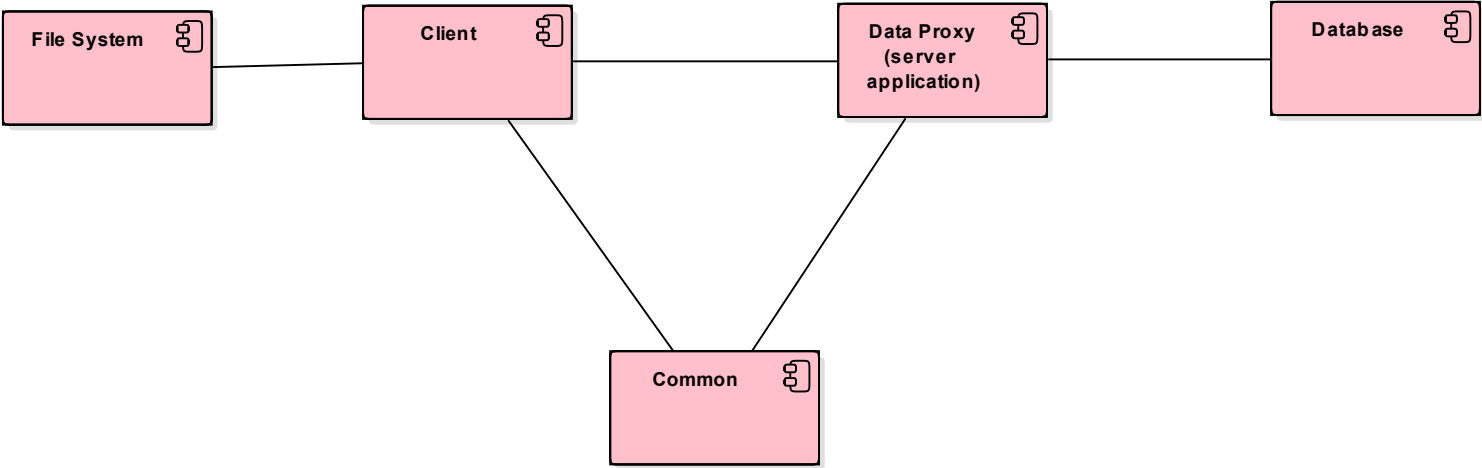 File System
Client
Data Proxy
(server
application)
Database
Common